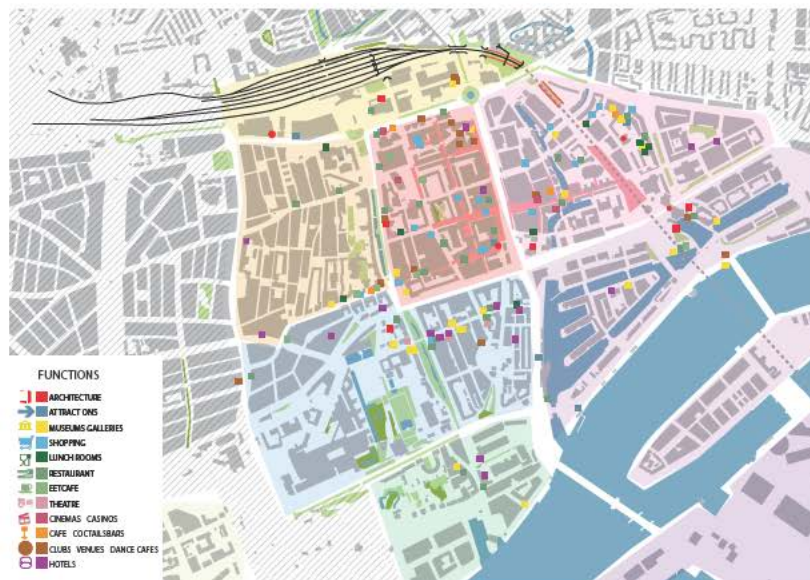 FUNCTIONS
ARCHITECTURE
ATTRACT ONS
MUSEUMS GALLERIES
SHOPPING
LUNCH ROOMS
RESTAURANT
EETCAFE
THEATRE
CINEMAS CASINOS
CAFE COCTAILSBARS
CLUBS VENUES DANCE CAFES
HOTELS